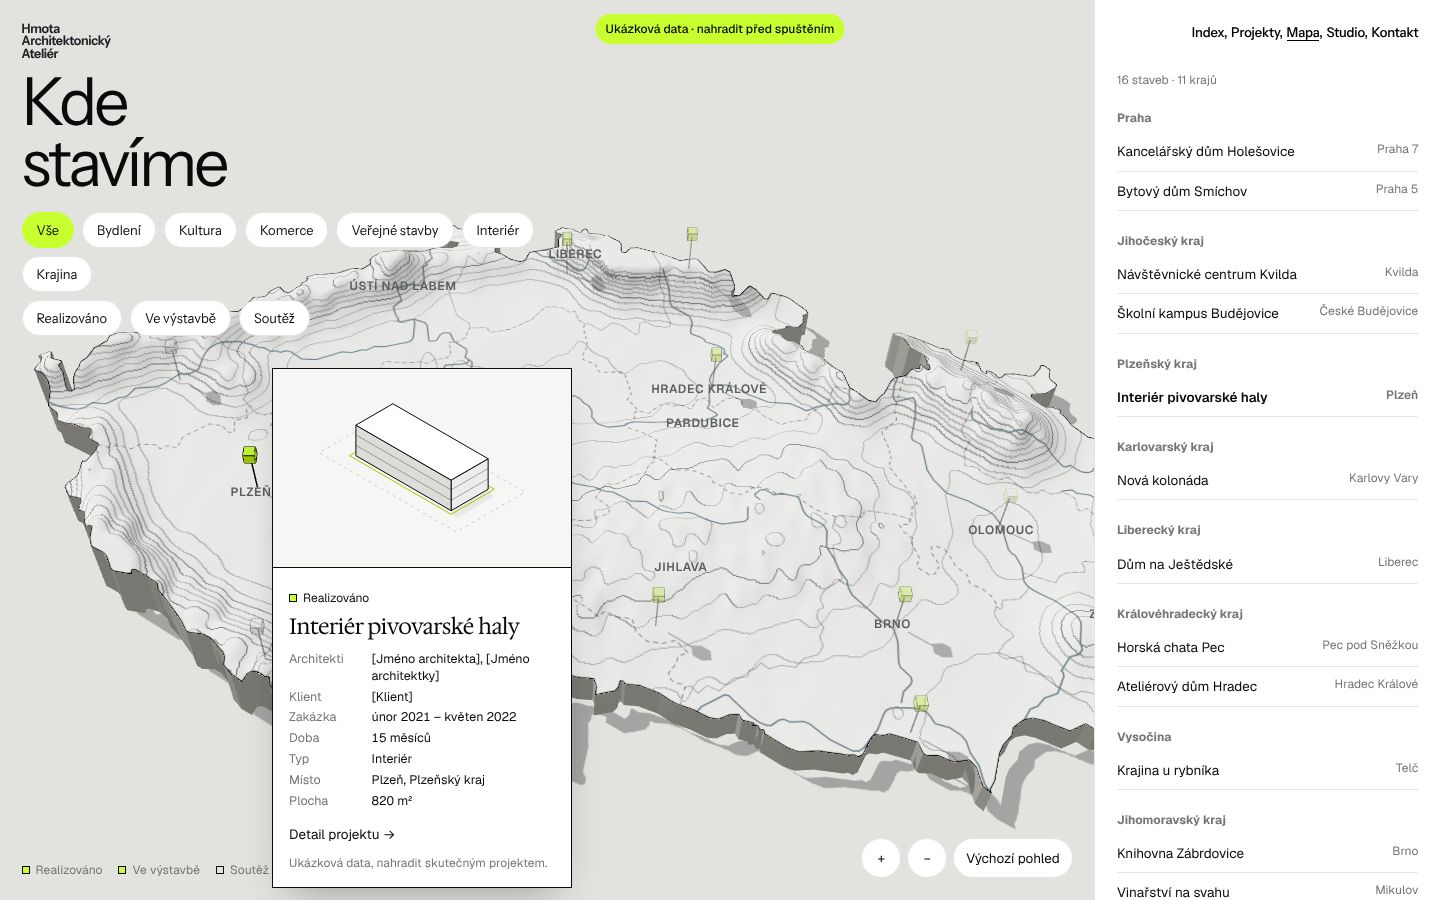 Hmota
Architektonický
Ateliér
Ukázková data · nahradit před spuštěním
Index, Projekty, Mapa, Studio, Kontakt
Kde
stavíme
Vše
Bydlení
Kultura
Komerce
Veřejné stavby
Interiér
Krajina
Realizováno
Ve výstavbě
Soutěž
LIBEREC
ÚSTÍ NAD LABEM
HRADEC KRÁLOVÉ
PARDUBICE
PLZEŇ
OLOMOUC
JIHLAVA
BRNO
Realizováno
Interiér pivovarské haly
Architekti [Jméno architekta], [Jméno
architektky]
Klient [Klient]
Zakázka únor 2021 – květen 2022
Doba 15 měsíců
Typ Interiér
Místo Plzeň, Plzeňský kraj
Plocha 820 m²
Detail projektu →
Ukázková data, nahradit skutečným projektem.
Realizováno
Ve výstavbě
Soutěž
+
−
Výchozí pohled
16 staveb · 11 krajů
Praha
Kancelářský dům Holešovice Praha 7
Bytový dům Smíchov Praha 5
Jihočeský kraj
Návštěvnické centrum Kvilda Kvilda
Školní kampus Budějovice České Budějovice
Plzeňský kraj
Interiér pivovarské haly Plzeň
Karlovarský kraj
Nová kolonáda Karlovy Vary
Liberecký kraj
Dům na Ještědské Liberec
Královéhradecký kraj
Horská chata Pec Pec pod Sněžkou
Ateliérový dům Hradec Hradec Králové
Vysočina
Krajina u rybníka Telč
Jihomoravský kraj
Knihovna Zábrdovice Brno
Vinařství na svahu Mikulov